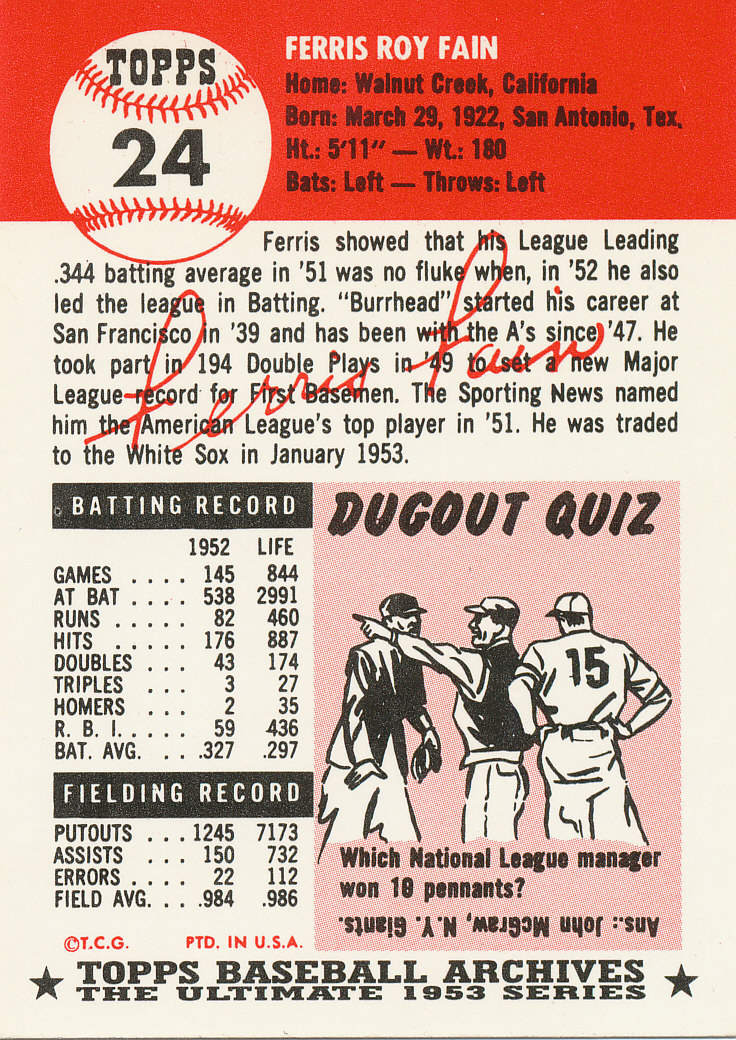 TOPPS
24
FERRIS ROY FAIN
Home: Walnut Creek, California
Born: March 29, 1922, San Antonio, Tex.
Ht.: 5'11" — Wt.: 180
Bats: Left — Throws: Left
Ferris showed that his League Leading
.344 batting average in '51 was no fluke when, in '52 he also
led the league in Batting. "Burrhead" started his career at
San Francisco in '39 and has been with the A's since '47. He
took part in 194 Double Plays in '49 to set a new Major
League record for First Basemen. The Sporting News named
him the American League's top player in '51. He was traded
to the White Sox in January 1953.
Ferris Fain
BATTING RECORD
1952 LIFE
GAMES .... 145 844
AT BAT .... 538 2991
RUNS ..... 82 460
HITS ..... 176 887
DOUBLES ... 43 174
TRIPLES ... 3 27
HOMERS ... 2 35
R. B. I.... 59 436
BAT. AVG. ... .327 .297
FIELDING RECORD
PUTOUTS ...1245 7173
ASSISTS ... 150 732
ERRORS .... 22 112
FIELD AVG. . . .984 .986
©T.C.G. PTD. IN U.S.A.
DUGOUT QUIZ
15
Which National League manager
won 10 pennants?
Ans.: John McGraw, N.Y. Giants.
TOPPS BASEBALL ARCHIVES
THE ULTIMATE 1953 SERIES